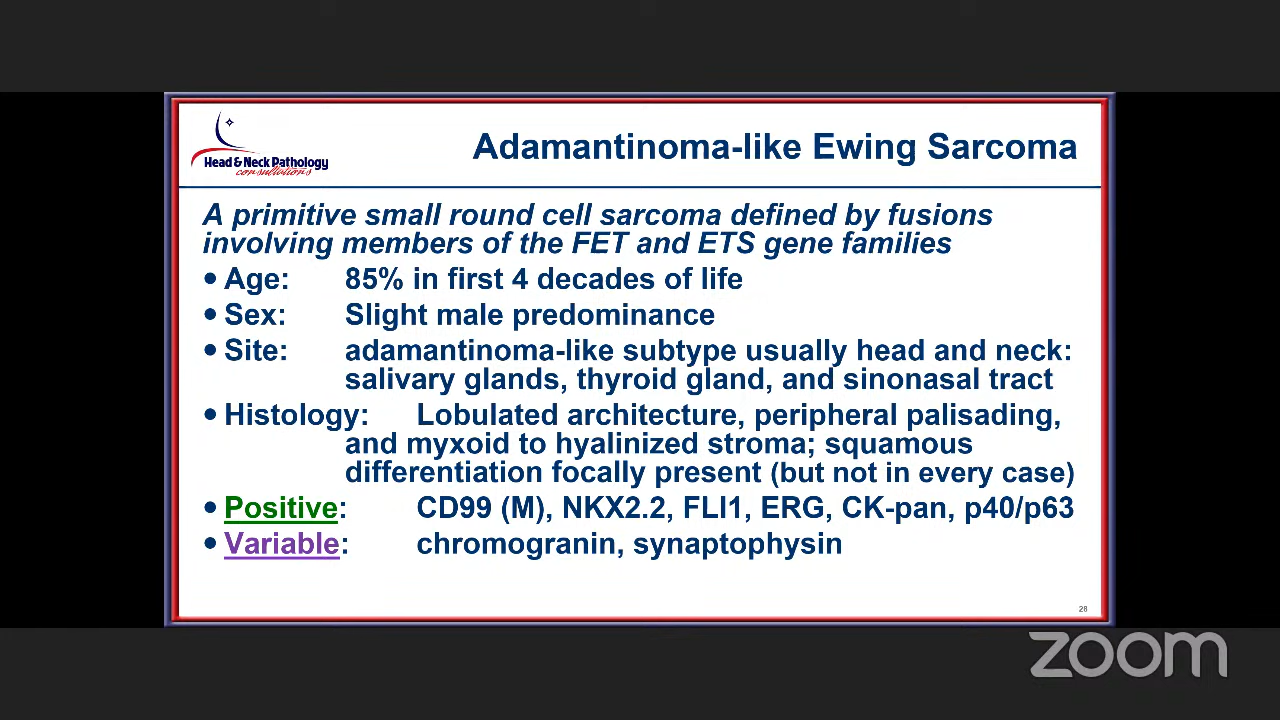 Head & Neck Pathology
consultations
Adamantinoma-like Ewing Sarcoma
A primitive small round cell sarcoma defined by fusions
involving members of the FET and ETS gene families
• Age: 85% in first 4 decades of life
• Sex: Slight male predominance
• Site: adamantinoma-like subtype usually head and neck:
salivary glands, thyroid gland, and sinonasal tract
• Histology: Lobulated architecture, peripheral palisading,
and myxoid to hyalinized stroma; squamous
differentiation focally present (but not in every case)
• Positive: CD99 (M), NKX2.2, FLI1, ERG, CK-pan, p40/p63
• Variable: chromogranin, synaptophysin
28
zoom